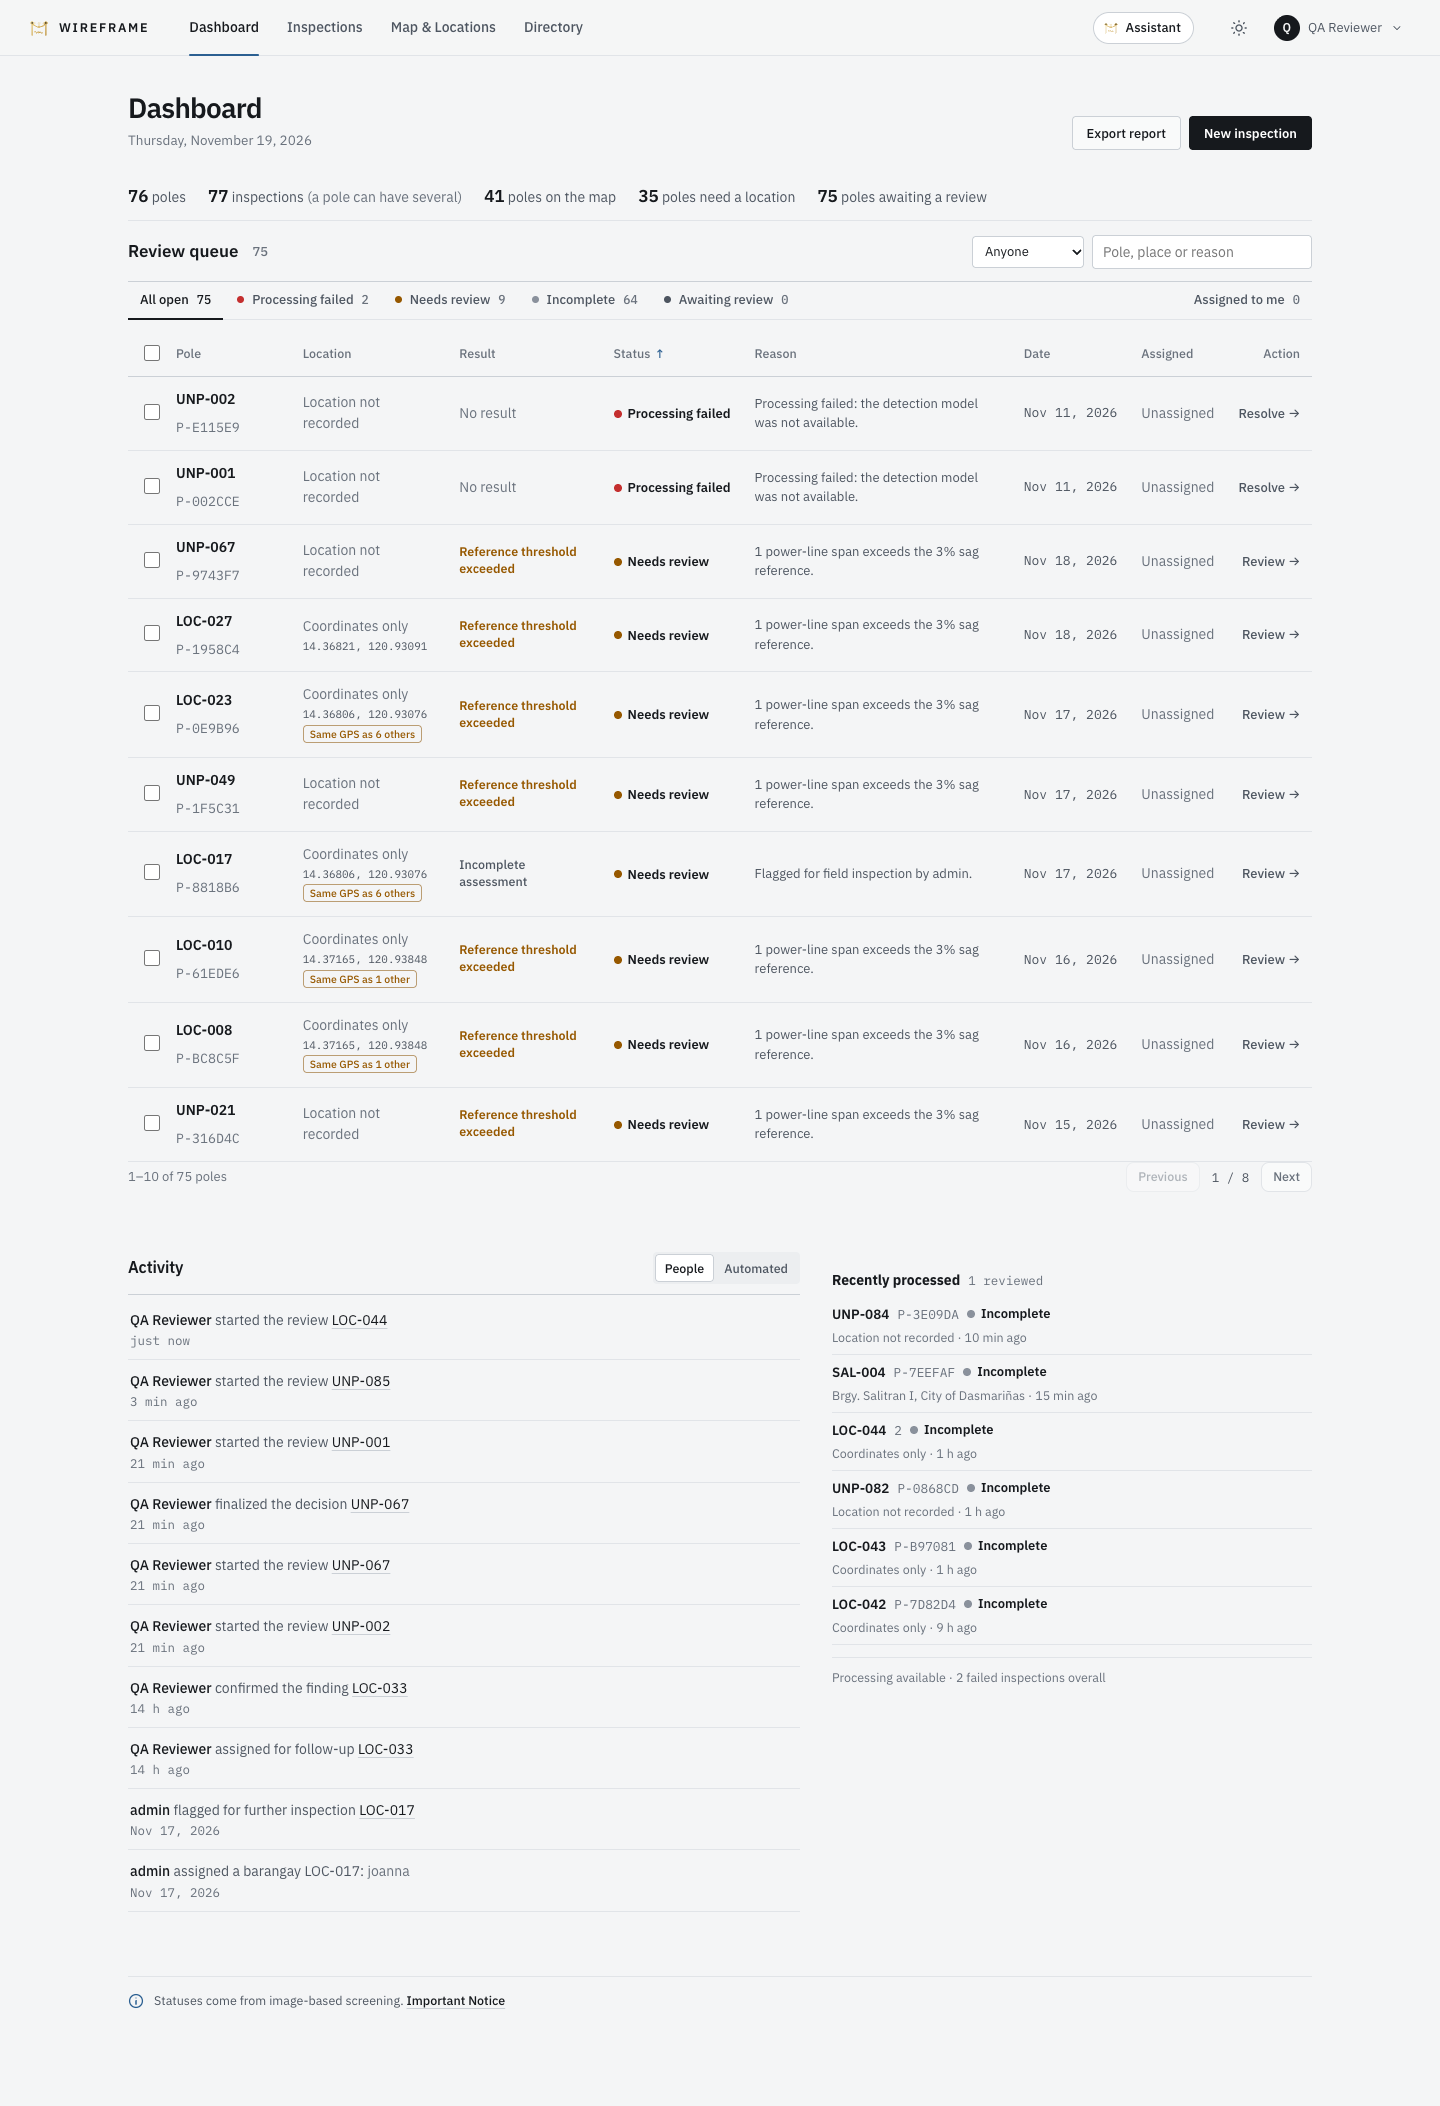 WIREFRAME
Dashboard
Inspections
Map & Locations
Directory
Assistant
Q
QA Reviewer
Dashboard
Thursday, November 19, 2026
Export report
New inspection
76 poles
77 inspections (a pole can have several)
41 poles on the map
35 poles need a location
75 poles awaiting a review
Review queue 75
Anyone
Pole, place or reason
All open 75
Processing failed 2
Needs review 9
Incomplete 64
Awaiting review 0
Assigned to me 0
Pole Location Result Status ↑ Reason Date Assigned Action
UNP-002
P-E115E9
Location not
recorded
No result
Processing failed
Processing failed: the detection model
was not available.
Nov 11, 2026
Unassigned
Resolve →
UNP-001
P-002CCE
Location not
recorded
No result
Processing failed
Processing failed: the detection model
was not available.
Nov 11, 2026
Unassigned
Resolve →
UNP-067
P-9743F7
Location not
recorded
Reference threshold
exceeded
Needs review
1 power-line span exceeds the 3% sag
reference.
Nov 18, 2026
Unassigned
Review →
LOC-027
P-1958C4
Coordinates only
14.36821, 120.93091
Reference threshold
exceeded
Needs review
1 power-line span exceeds the 3% sag
reference.
Nov 18, 2026
Unassigned
Review →
LOC-023
P-0E9B96
Coordinates only
14.36806, 120.93076
Same GPS as 6 others
Reference threshold
exceeded
Needs review
1 power-line span exceeds the 3% sag
reference.
Nov 17, 2026
Unassigned
Review →
UNP-049
P-1F5C31
Location not
recorded
Reference threshold
exceeded
Needs review
1 power-line span exceeds the 3% sag
reference.
Nov 17, 2026
Unassigned
Review →
LOC-017
P-8818B6
Coordinates only
14.36806, 120.93076
Same GPS as 6 others
Incomplete
assessment
Needs review
Flagged for field inspection by admin.
Nov 17, 2026
Unassigned
Review →
LOC-010
P-61EDE6
Coordinates only
14.37165, 120.93848
Same GPS as 1 other
Reference threshold
exceeded
Needs review
1 power-line span exceeds the 3% sag
reference.
Nov 16, 2026
Unassigned
Review →
LOC-008
P-BC8C5F
Coordinates only
14.37165, 120.93848
Same GPS as 1 other
Reference threshold
exceeded
Needs review
1 power-line span exceeds the 3% sag
reference.
Nov 16, 2026
Unassigned
Review →
UNP-021
P-316D4C
Location not
recorded
Reference threshold
exceeded
Needs review
1 power-line span exceeds the 3% sag
reference.
Nov 15, 2026
Unassigned
Review →
1–10 of 75 poles
Previous
1 / 8
Next
Activity
People
Automated
QA Reviewer started the review LOC-044
just now
QA Reviewer started the review UNP-085
3 min ago
QA Reviewer started the review UNP-001
21 min ago
QA Reviewer finalized the decision UNP-067
21 min ago
QA Reviewer started the review UNP-067
21 min ago
QA Reviewer started the review UNP-002
21 min ago
QA Reviewer confirmed the finding LOC-033
14 h ago
QA Reviewer assigned for follow-up LOC-033
14 h ago
admin flagged for further inspection LOC-017
Nov 17, 2026
admin assigned a barangay LOC-017: joanna
Nov 17, 2026
Recently processed 1 reviewed
UNP-084 P-3E09DA Incomplete
Location not recorded · 10 min ago
SAL-004 P-7EEFAF Incomplete
Brgy. Salitran I, City of Dasmariñas · 15 min ago
LOC-044 2 Incomplete
Coordinates only · 1 h ago
UNP-082 P-0868CD Incomplete
Location not recorded · 1 h ago
LOC-043 P-B97081 Incomplete
Coordinates only · 1 h ago
LOC-042 P-7D82D4 Incomplete
Coordinates only · 9 h ago
Processing available · 2 failed inspections overall
Statuses come from image-based screening. Important Notice